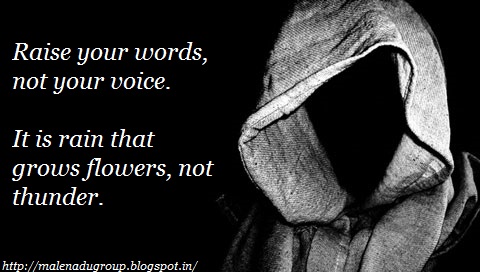 Raise your words,
not your voice.
It is rain that
grows flowers, not
thunder.
http://malenadugroup.blogspot.in/